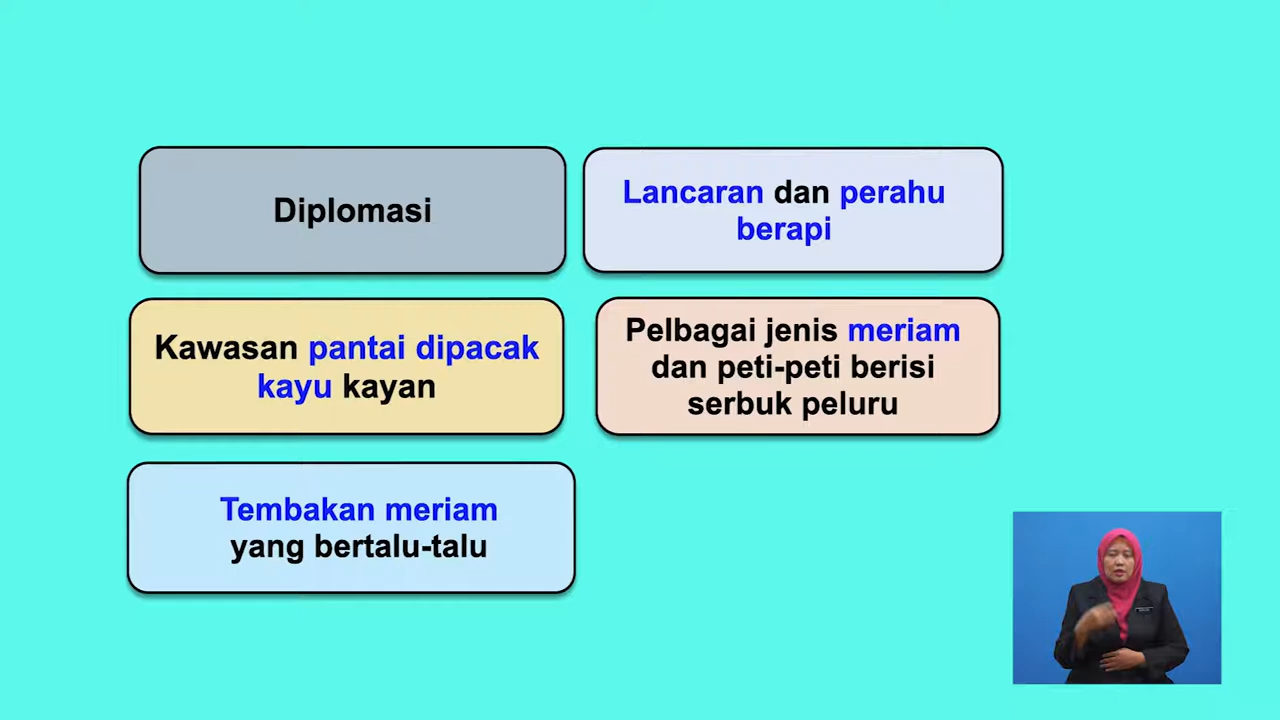 Diplomasi
Lancaran dan perahu
berapi
Kawasan pantai dipacak
kayu kayan
Pelbagai jenis meriam
dan peti-peti berisi
serbuk peluru
Tembakan meriam
yang bertalu-talu